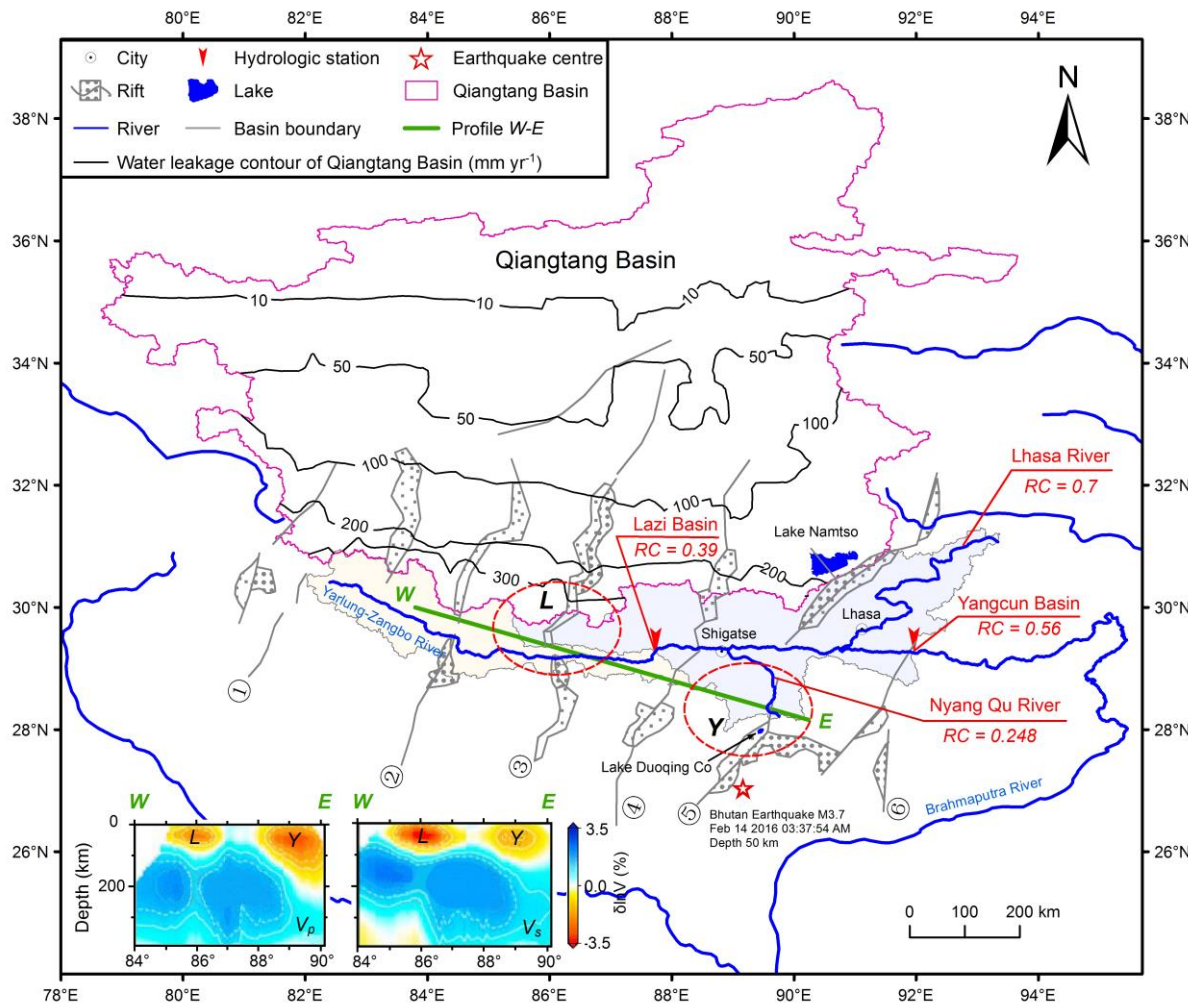 80°E 82°E 84°E 86°E 88°E 90°E 92°E 94°E
City
Hydrologic station
Earthquake centre
Rift
Lake
Qiangtang Basin
River
Basin boundary
Profile W-E
Water leakage contour of Qiangtang Basin (mm yr⁻¹)
N
38°N
38°N
36°N
36°N
Qiangtang Basin
10
10
10
34°N
34°N
50
50
50
100
32°N
32°N
100
100
Lhasa River
RC = 0.7
200
Lazi Basin
RC = 0.39
Lake Namtso
300
200
30°N
30°N
W
L
Yarlung-Zangbo River
Lhasa
Yangcun Basin
RC = 0.56
Shigatse
1
28°N
28°N
Nyang Qu River
RC = 0.248
E
Y
2
3
Lake Duoqing Co
4
5
6
Bhutan Earthquake M3.7
Feb 14 2016 03:37:54 AM
Depth 50 km
Brahmaputra River
26°N
26°N
W
E
W
E
0
200
Depth (km)
L
Y
Vp
84° 86° 88° 90°
L
Y
Vs
84° 86° 88° 90°
3.5
0.0
-3.5
δlnV (%)
0 100 200 km
78°E 80°E 82°E 84°E 86°E 88°E 90°E 92°E 94°E